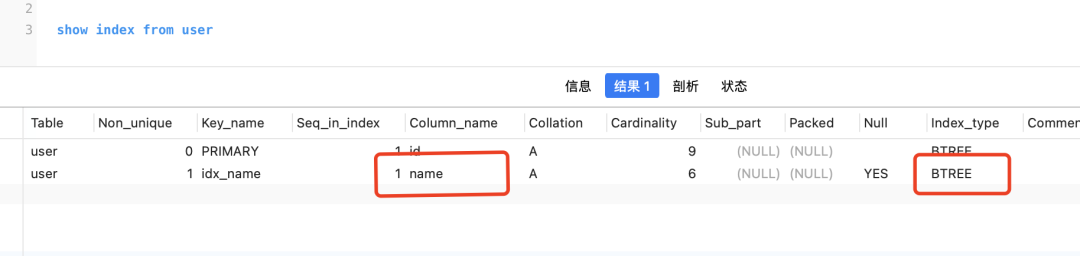 2
3 show index from user
信息 结果 1 剖析 状态
Table Non_unique Key_name Seq_in_index Column_name Collation Cardinality Sub_part Packed Null Index_type Commen
user 0 PRIMARY 1 id A 9 (NULL) (NULL) BTREE
user 1 idx_name 1 name A 6 (NULL) (NULL) YES BTREE